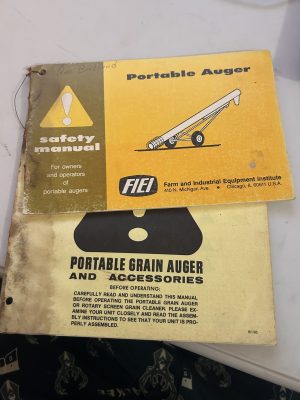 Portable Auger
safety
manual
For owners
and operators
of
portable augers
FIEI
Farm and Industrial Equipment Institute
410 N. Michigan Ave. • Chicago, IL 60611 U.S.A.
PORTABLE GRAIN AUGER
AND ACCESSORIES
BEFORE OPERATING:
CAREFULLY READ AND UNDERSTAND THIS MANUAL
BEFORE OPERATING THE PORTABLE GRAIN AUGER
OR ROTARY SCREEN GRAIN CLEANER. PLEASE EX-
AMINE YOUR UNIT CLOSELY AND READ THE ASSEM-
BLY INSTRUCTIONS TO SEE THAT YOUR UNIT IS PRO-
PERLY ASSEMBLED.